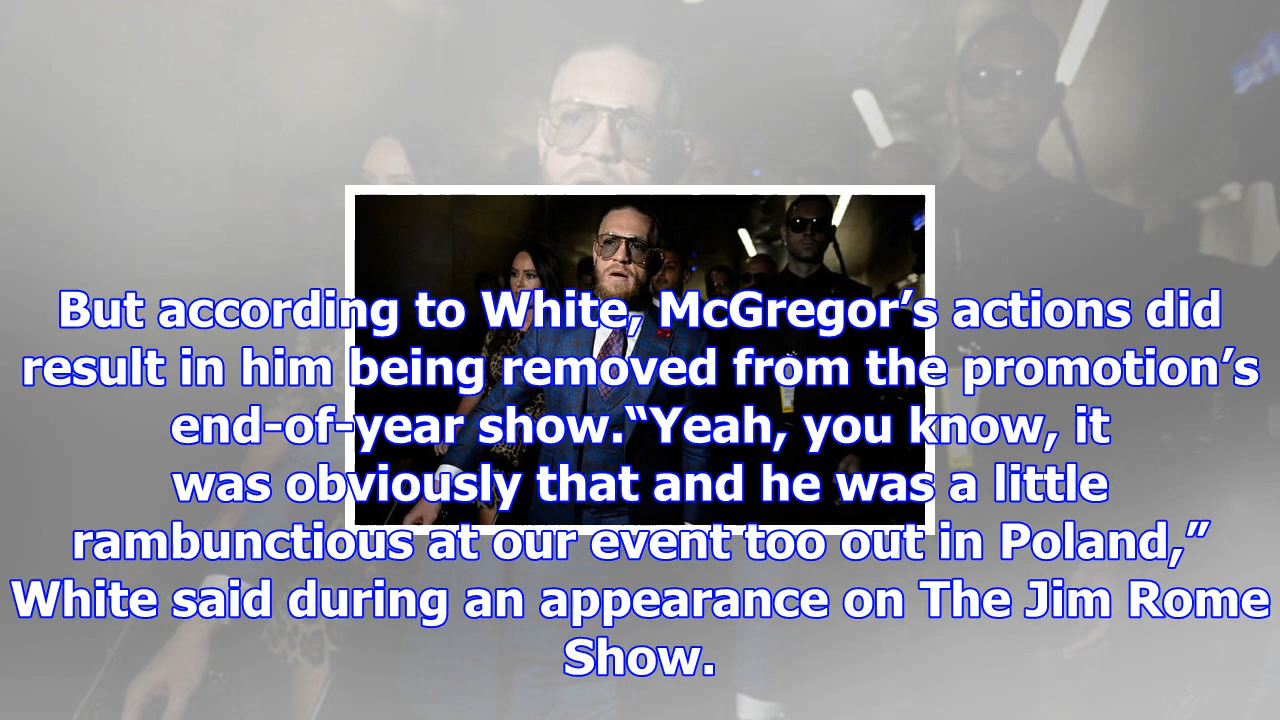 But according to White, McGregor’s actions did
result in him being removed from the promotion’s
end-of-year show.“Yeah, you know, it
was obviously that and he was a little
rambunctious at our event too out in Poland,”
White said during an appearance on The Jim Rome
Show.